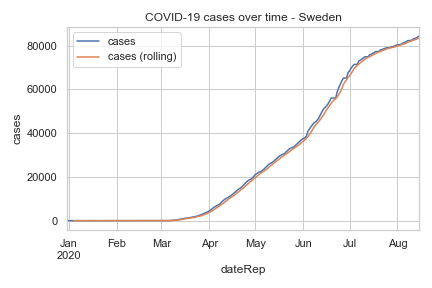 COVID-19 cases over time - Sweden
cases
cases (rolling)
80000
60000
40000
20000
0
cases
Jan Feb Mar Apr May Jun Jul Aug
2020
dateRep